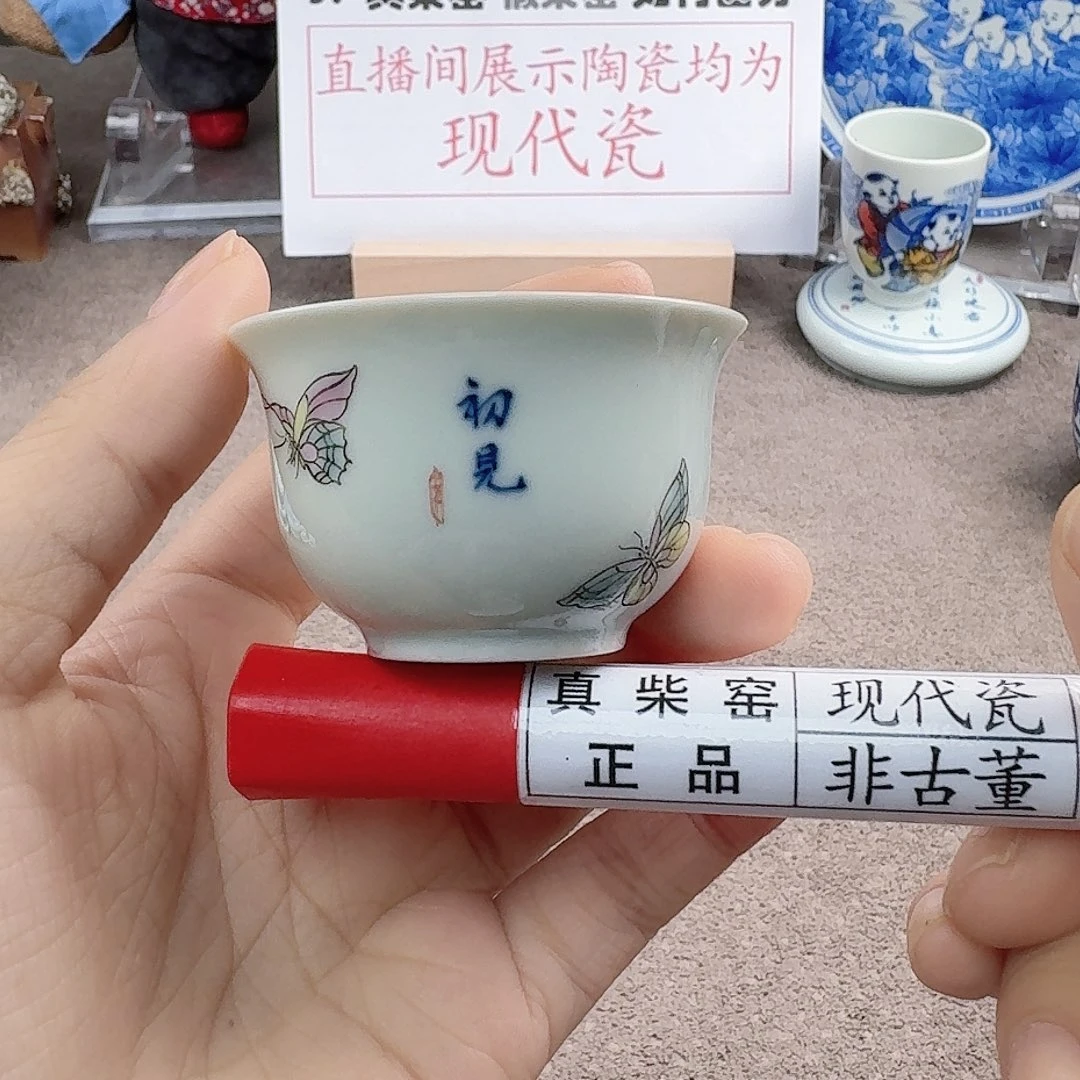 直播间展示陶瓷均为
现代瓷
初
見
真柴窑
正品
现代瓷
非古董